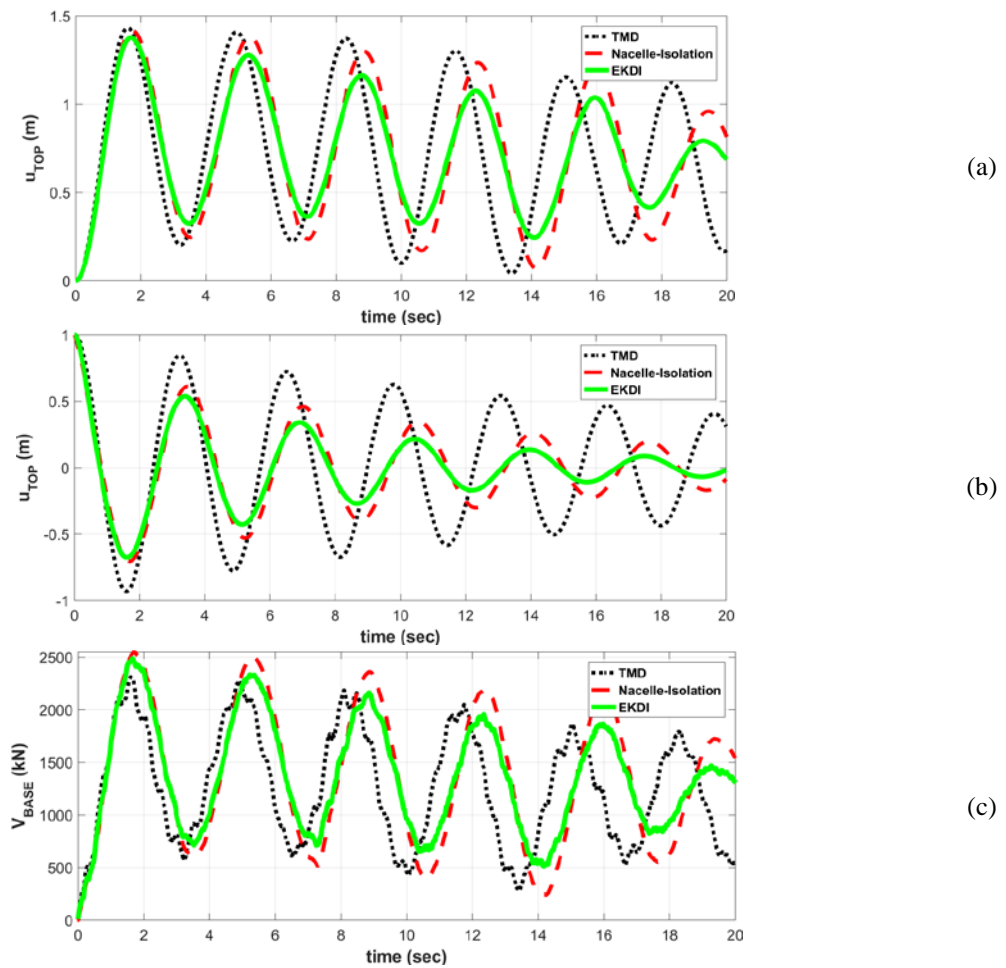 1.5
1
0.5
0
u_TOP (m)
TMD
Nacelle-Isolation
EKDI
0 2 4 6 8 10 12 14 16 18 20
time (sec)
(a)
1
0.5
0
-0.5
-1
u_TOP (m)
TMD
Nacelle-Isolation
EKDI
0 2 4 6 8 10 12 14 16 18 20
time (sec)
(b)
2500
2000
1500
1000
500
0
V_BASE (kN)
TMD
Nacelle-Isolation
EKDI
0 2 4 6 8 10 12 14 16 18 20
time (sec)
(c)